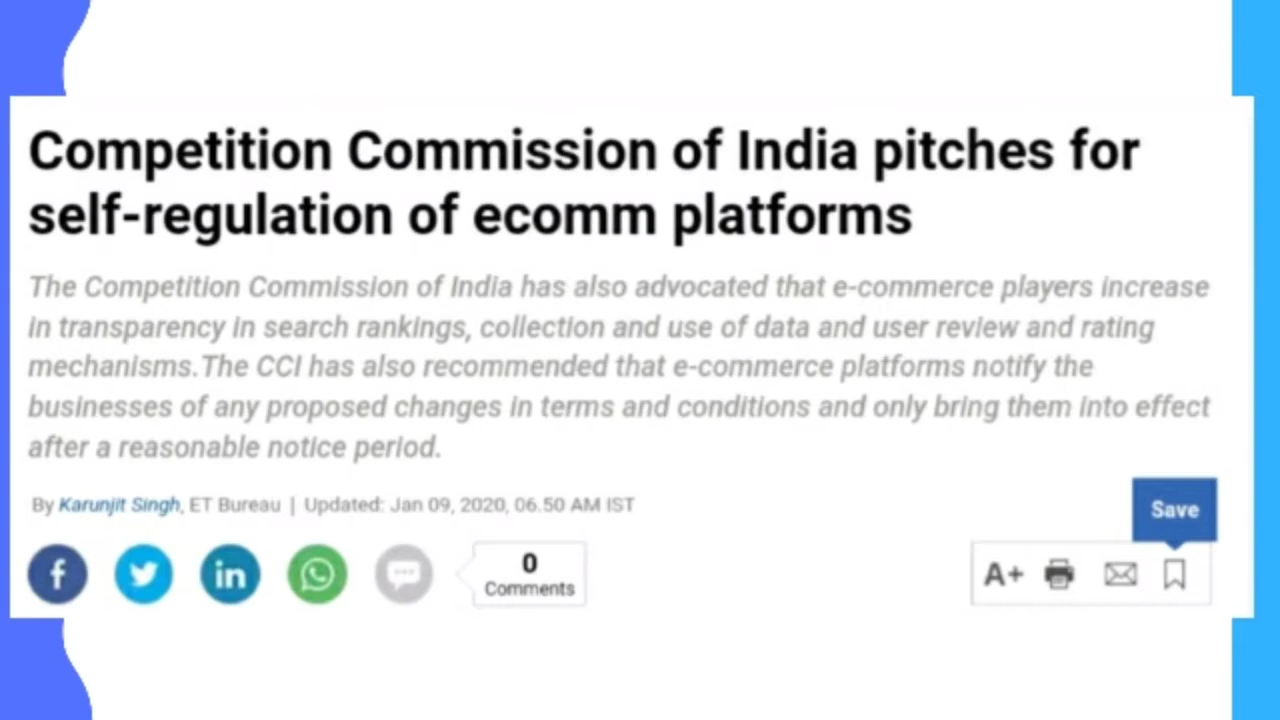 Competition Commission of India pitches for
self-regulation of ecomm platforms
The Competition Commission of India has also advocated that e-commerce players increase
in transparency in search rankings, collection and use of data and user review and rating
mechanisms.The CCI has also recommended that e-commerce platforms notify the
businesses of any proposed changes in terms and conditions and only bring them into effect
after a reasonable notice period.
By Karunjit Singh, ET Bureau | Updated: Jan 09, 2020, 06.50 AM IST
Save
f
in
0
Comments
A+